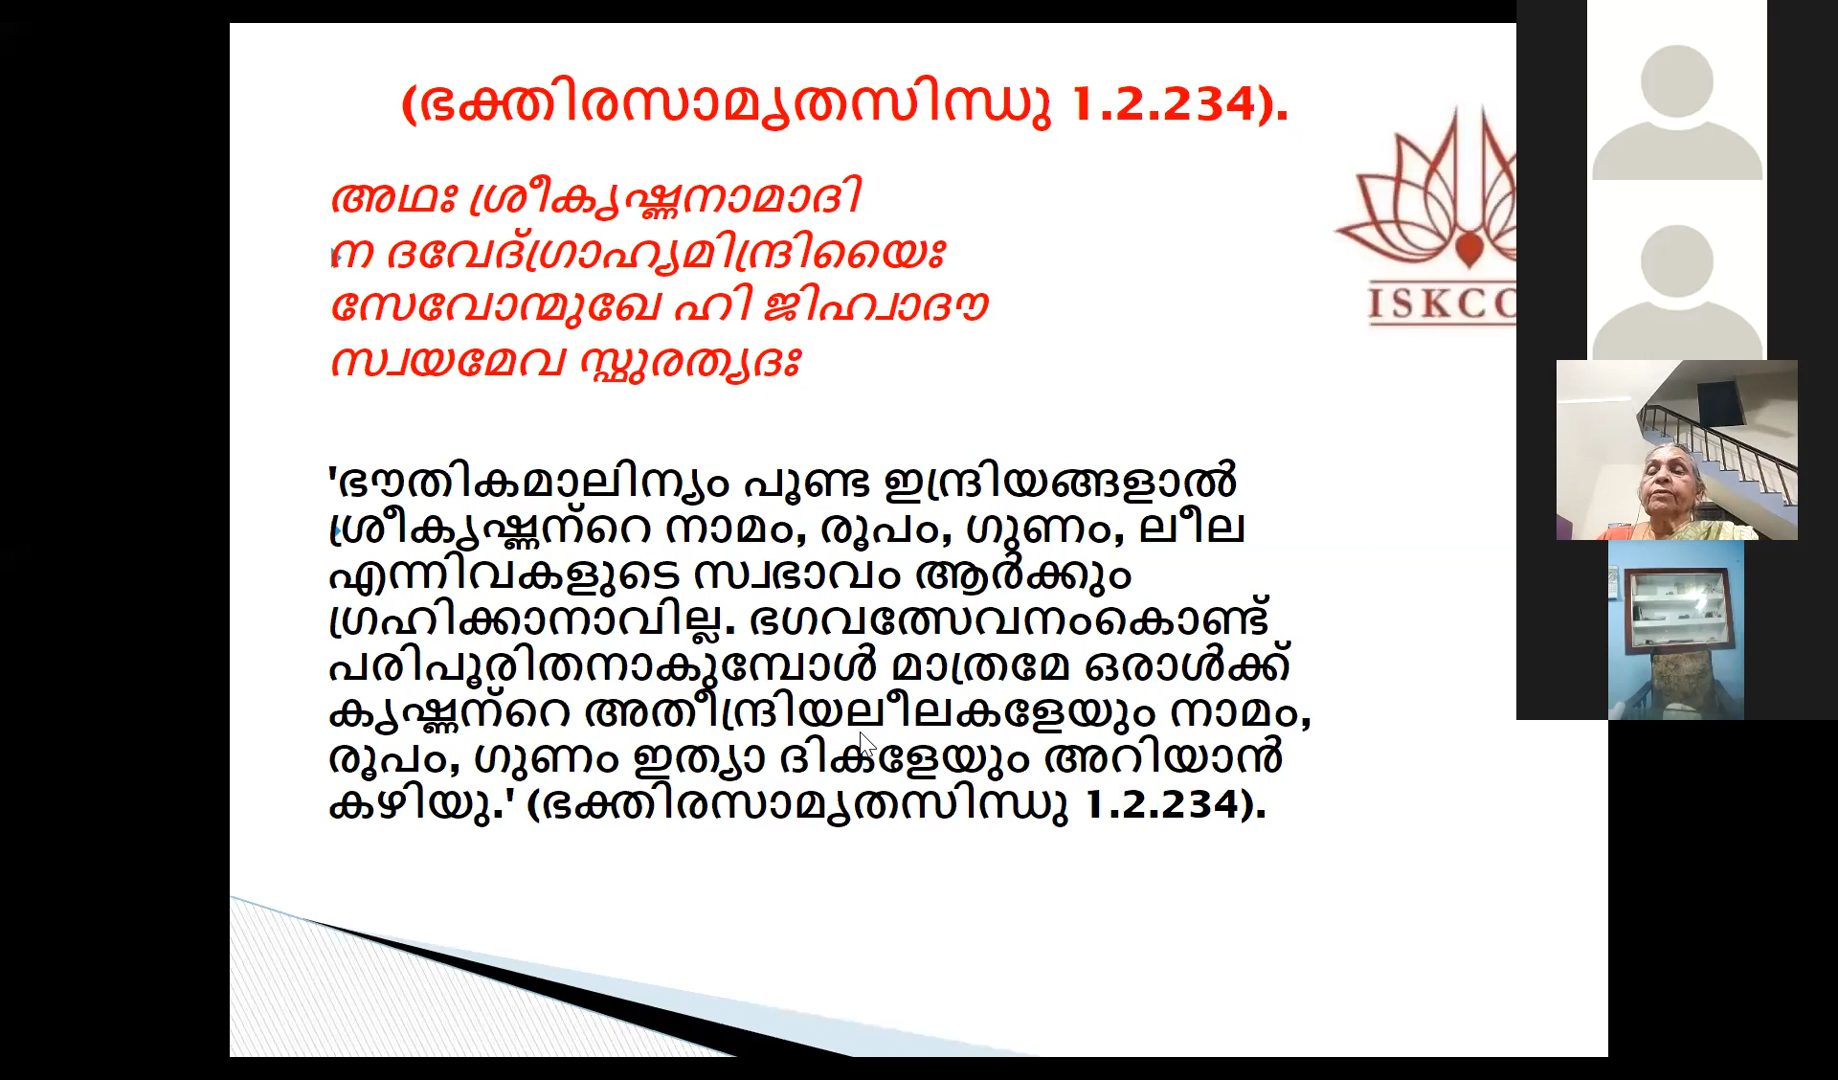 (ഭക്തിരസാമൃതസിന്ധു 1.2.234).
അഥഃ ശ്രീകൃഷ്ണനാമാദി
ന ദവേദ്ഗ്രാഹ്യമിന്ദ്രിയൈഃ
സേവോന്മുഖേ ഹി ജിഹ്വാദൗ
സ്വയമേവ സ്ഫുരത്യദഃ
ISKCO
'ഭൗതികമാലിന്യം പൂണ്ട ഇന്ദ്രിയങ്ങളാൽ
ശ്രീകൃഷ്ണന്റെ നാമം, രൂപം, ഗുണം, ലീല
എന്നിവകളുടെ സ്വഭാവം ആർക്കും
ഗ്രഹിക്കാനാവില്ല. ഭഗവത്സേവനംകൊണ്ട്
പരിപൂരിതനാകുമ്പോൾ മാത്രമേ ഒരാൾക്ക്
കൃഷ്ണന്റെ അതീന്ദ്രിയലീലകളേയും നാമം,
രൂപം, ഗുണം ഇത്യാ ദികളേയും അറിയാൻ
കഴിയു.' (ഭക്തിരസാമൃതസിന്ധു 1.2.234).